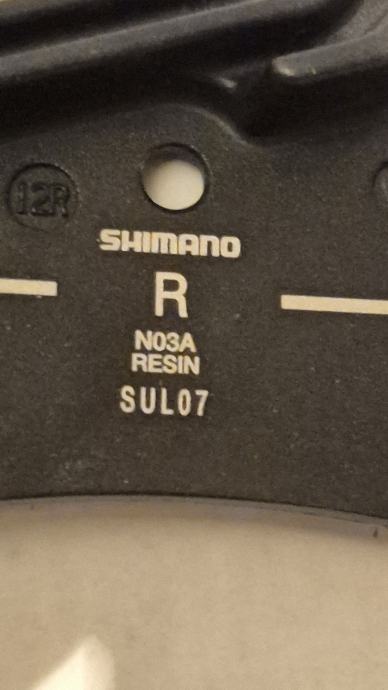 12R
SHIMANO
R
N03A
RESIN
SUL07